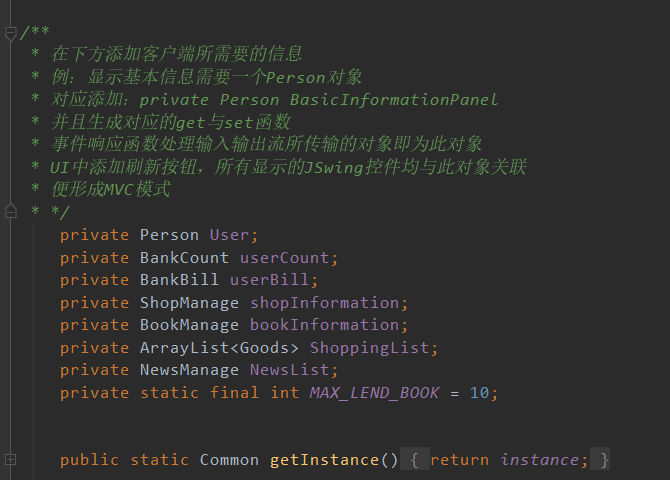 /**
* 在下方添加客户端所需要的信息
* 例：显示基本信息需要一个Person对象
* 对应添加：private Person BasicInformationPanel
* 并且生成对应的get与set函数
* 事件响应函数处理输入输出流所传输的对象即为此对象
* UI中添加刷新按钮，所有显示的JSwing控件均与此对象关联
* 便形成MVC模式
* */
private Person User;
private BankCount userCount;
private BankBill userBill;
private ShopManage shopInformation;
private BookManage bookInformation;
private ArrayList<Goods> ShoppingList;
private NewsManage NewsList;
private static final int MAX_LEND_BOOK = 10;
public static Common getInstance() { return instance; }